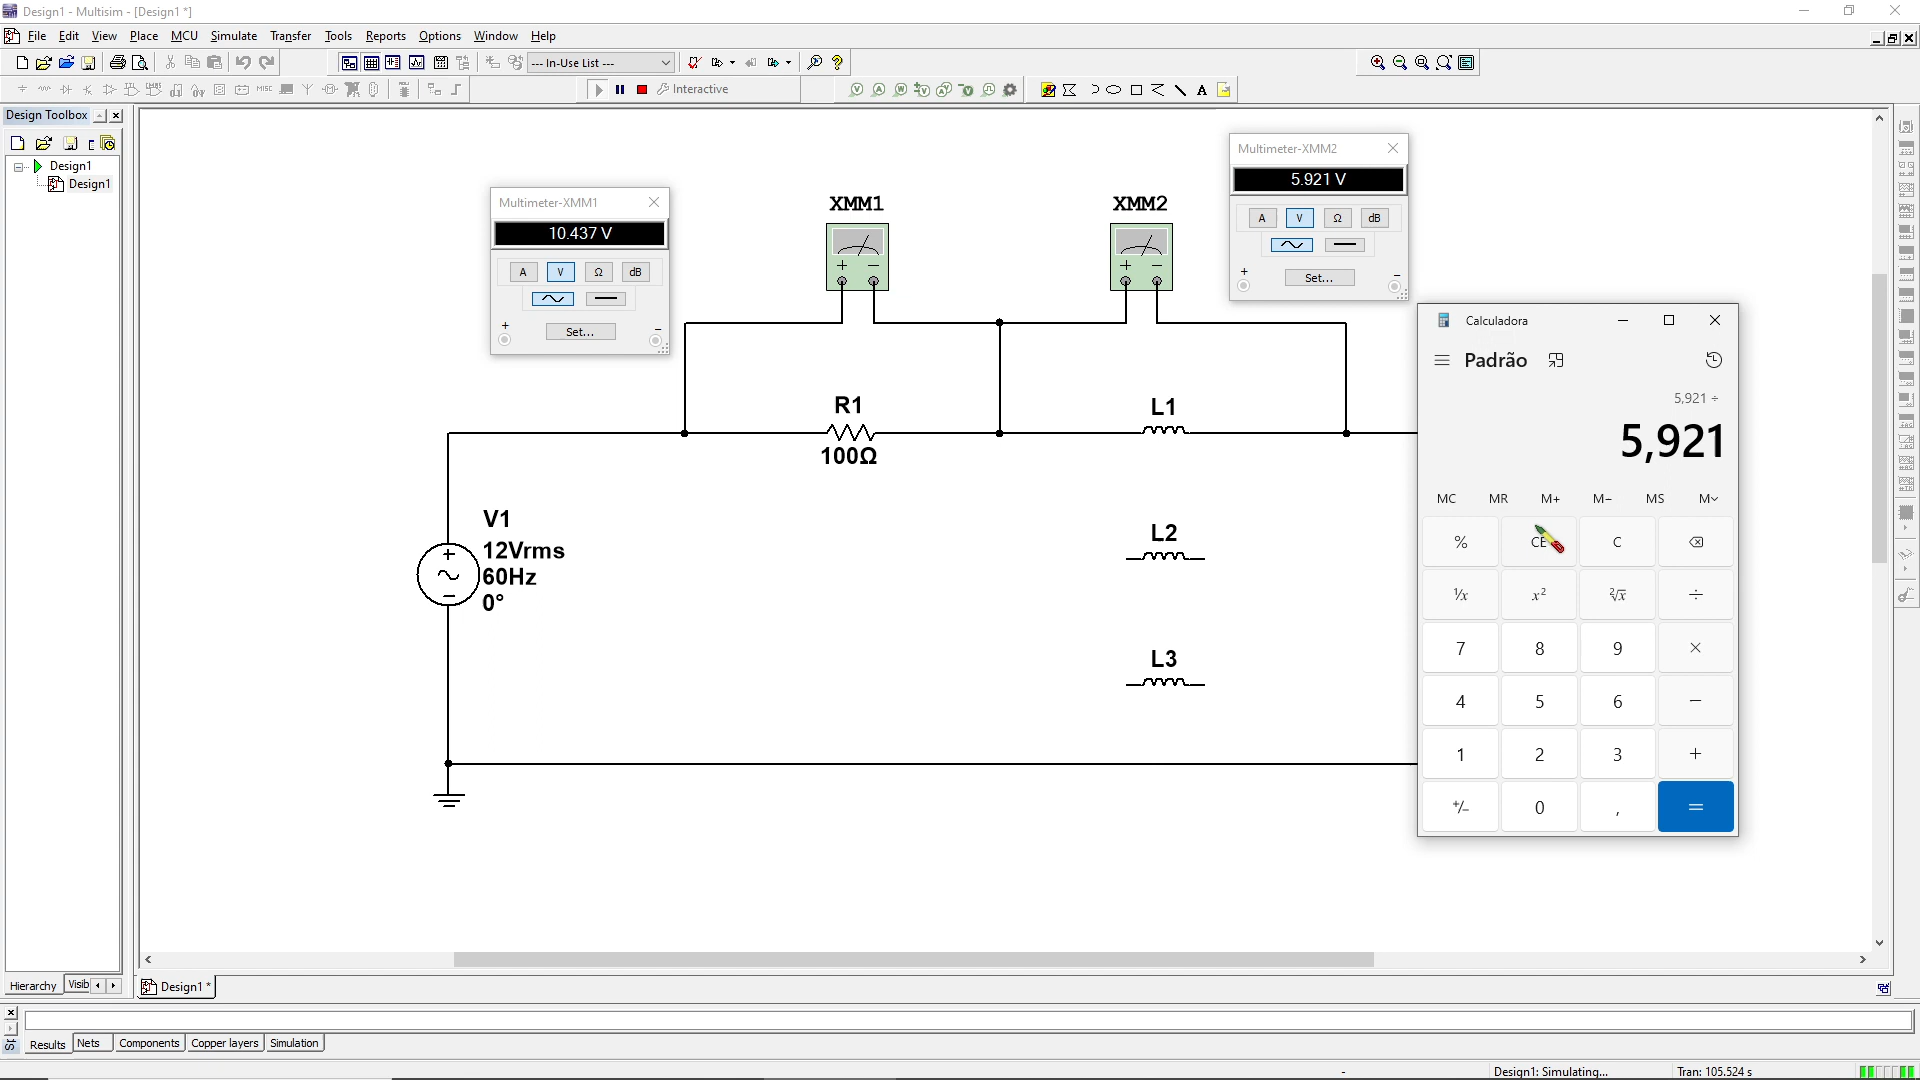 Design1 - Multisim - [Design1 *]
File Edit View Place MCU Simulate Transfer Tools Reports Options Window Help
--- In-Use List ---
Interactive
Design Toolbox
Design1
Design1
Multimeter-XMM1
10.437 V
A V Ω dB
+ Set... −
XMM1
+ −
XMM2
+ −
Multimeter-XMM2
5.921 V
A V Ω dB
+ Set... −
R1
100Ω
L1
L2
L3
V1
12Vrms
60Hz
0°
+
−
Calculadora
Padrão
5,921 ÷
5,921
MC MR M+ M− MS M
% CE C
¹/x x² ²√x ÷
7 8 9 ×
4 5 6 −
1 2 3 +
+/− 0 , =
Hierarchy Visib
Design1 *
Results Nets Components Copper layers Simulation
- Design1: Simulating... Tran: 105.524 s